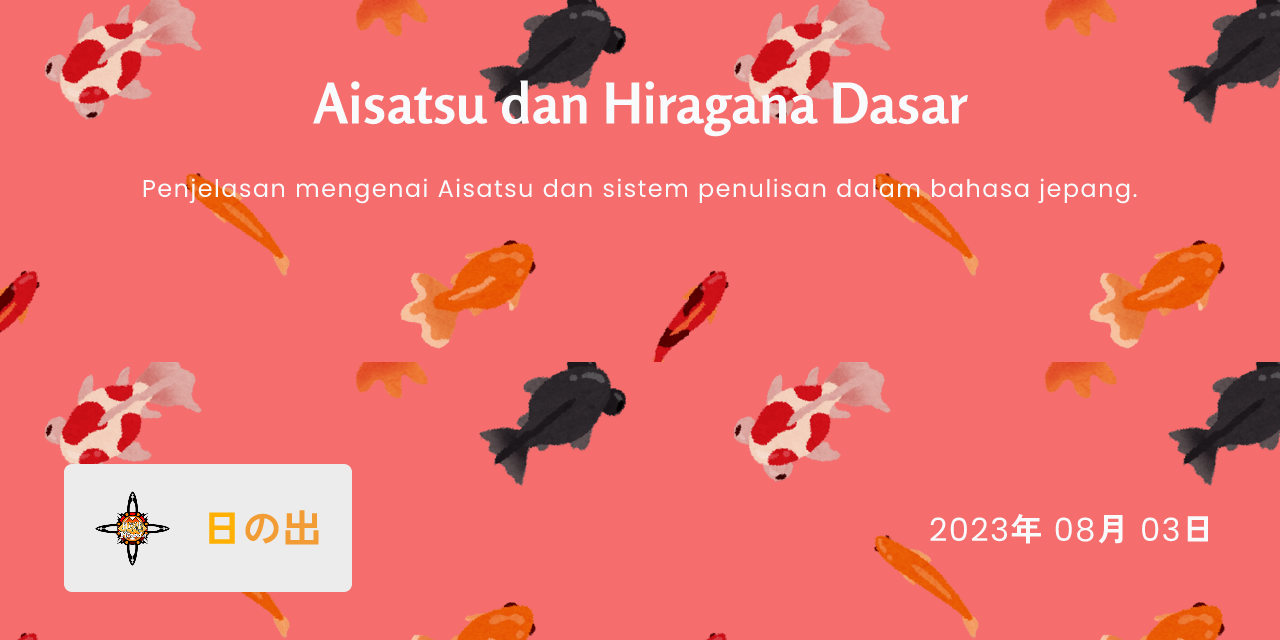 Aisatsu dan Hiragana Dasar
Penjelasan mengenai Aisatsu dan sistem penulisan dalam bahasa jepang.
日の出
2023年 08月 03日